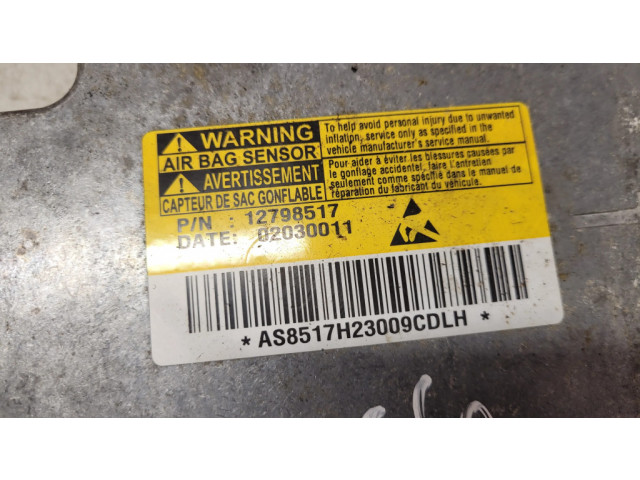 WARNING
AIR BAG SENSOR
To help avoid personal injury due to unwanted
inflation, service only as specified in the
vehicle manufacturer's service manual.
AVERTISSEMENT
CAPTEUR DE SAC GONFLABLE
Pour aider à éviter les blessures causées par
le gonflage accidentel, faire l'entretien
seulement comme spécifié dans le manuel de
réparation du fabricant du véhicule.
P/N : 12798517
DATE: 02030011
* AS8517H23009CDLH *